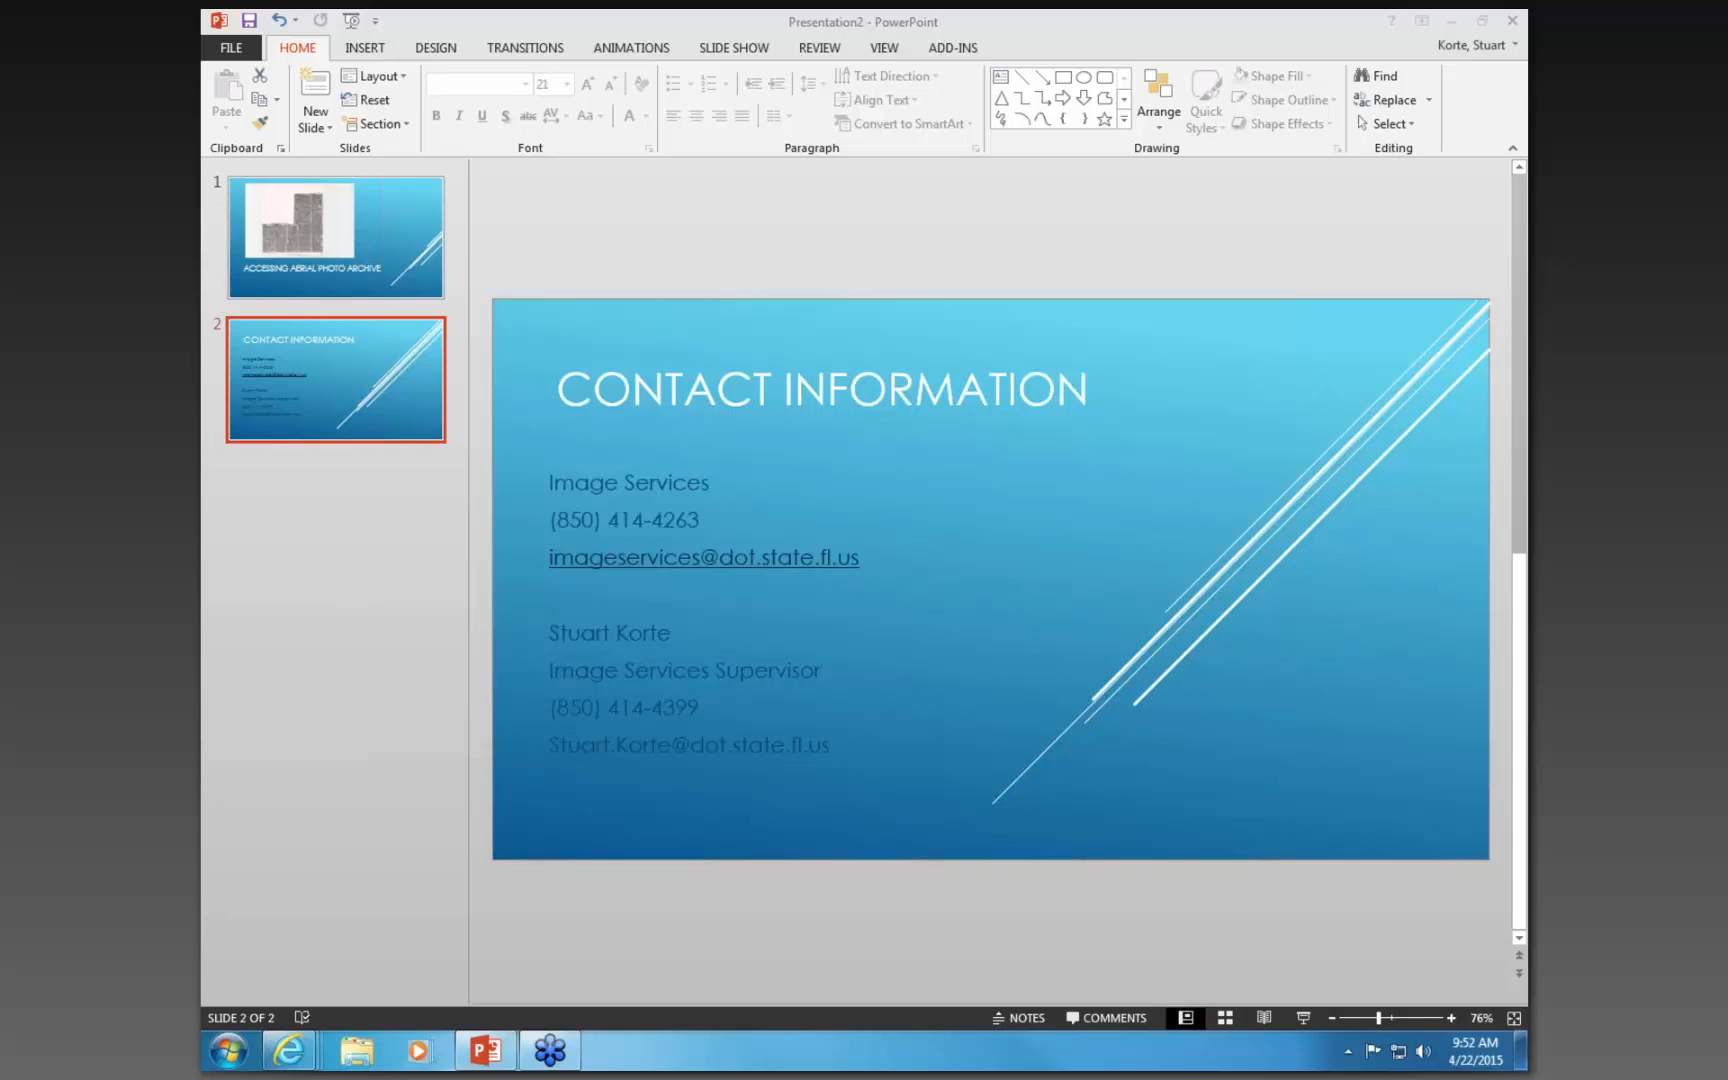 Presentation2 - PowerPoint
FILE HOME INSERT DESIGN TRANSITIONS ANIMATIONS SLIDE SHOW REVIEW VIEW ADD-INS
Korte, Stuart
Paste
New
Slide
Layout
Reset
Section
21
B I U S abc AV Aa A
Text Direction
Align Text
Convert to SmartArt
Arrange
Quick
Styles
Shape Fill
Shape Outline
Shape Effects
Find
Replace
Select
Clipboard Slides Font Paragraph Drawing Editing
1
ACCESSING AERIAL PHOTO ARCHIVE
2
CONTACT INFORMATION
CONTACT INFORMATION
Image Services
(850) 414-4263
imageservices@dot.state.fl.us
Stuart Korte
Image Services Supervisor
(850) 414-4399
Stuart.Korte@dot.state.fl.us
SLIDE 2 OF 2
NOTES COMMENTS
76%
9:52 AM
4/22/2015